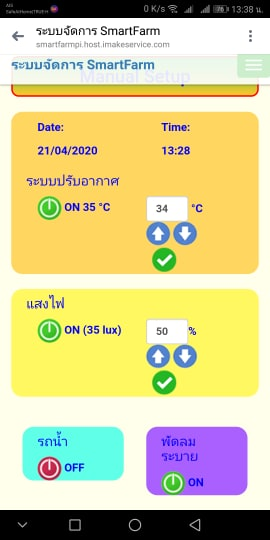 AIS
SafeAtHome|TRUE-H
0 K/s 76 13:38 น.
ระบบจัดการ SmartFarm
smartfarmpi.host.imakeservice.com
ระบบจัดการ SmartFarm
Manual Setup
Date: Time:
21/04/2020 13:28
ระบบปรับอากาศ
ON 35 °C 34 °C
แสงไฟ
ON (35 lux) 50 %
รดน้ำ
OFF
พัดลม
ระบาย
ON